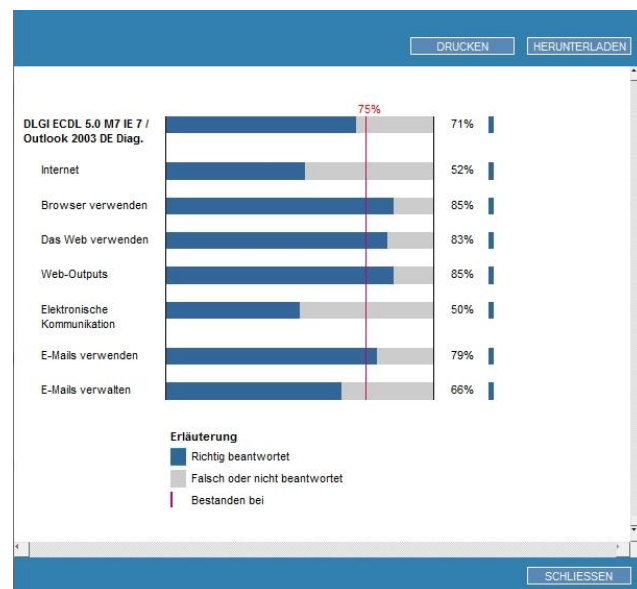 DRUCKEN
HERUNTERLADEN
75%
DLGI ECDL 5.0 M7 IE 7 /
Outlook 2003 DE Diag.
71%
Internet
52%
Browser verwenden
85%
Das Web verwenden
83%
Web-Outputs
85%
Elektronische
Kommunikation
50%
E-Mails verwenden
79%
E-Mails verwalten
66%
Erläuterung
Richtig beantwortet
Falsch oder nicht beantwortet
Bestanden bei
SCHLIESSEN